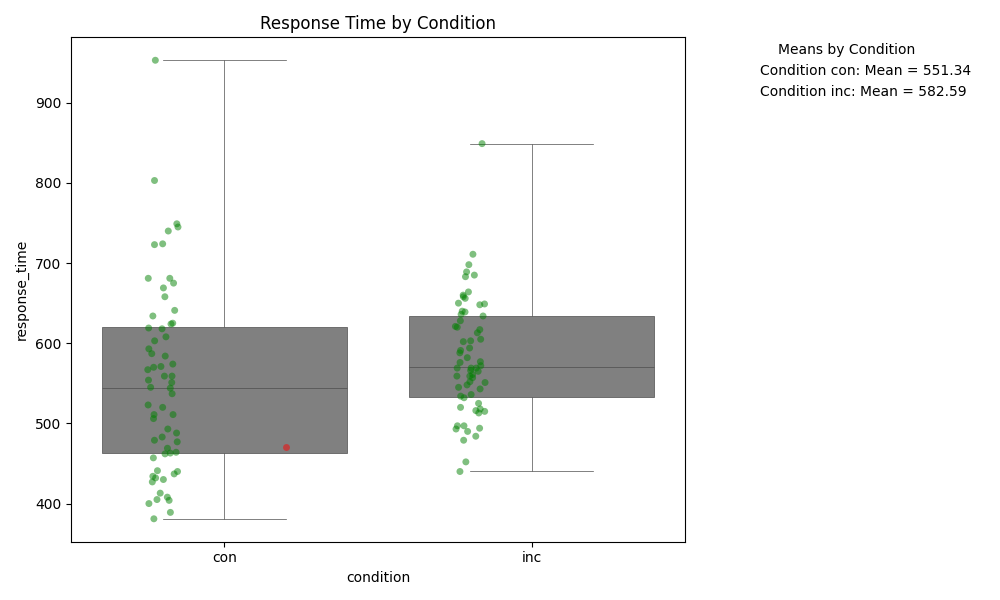 Response Time by Condition
Means by Condition
Condition con: Mean = 551.34
Condition inc: Mean = 582.59
900
800
700
600
500
400
response_time
con
inc
condition